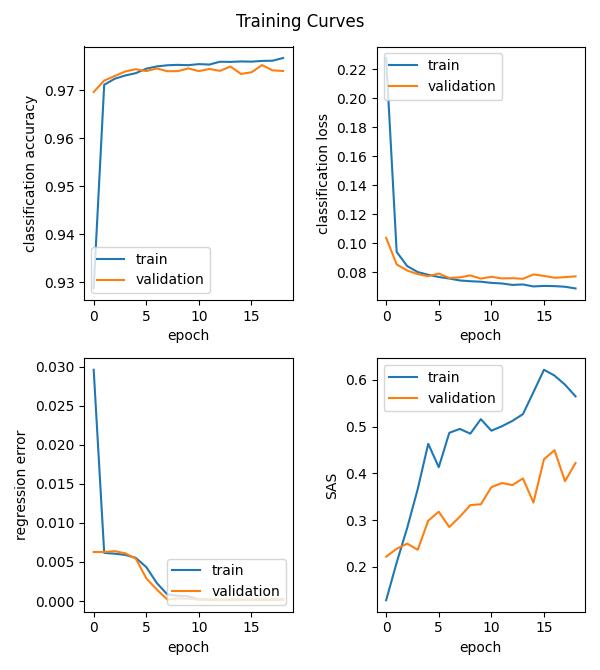 Training Curves
classification accuracy
0.97
0.96
0.95
0.94
0.93
train
validation
0 5 10 15
epoch
classification loss
0.22
0.20
0.18
0.16
0.14
0.12
0.10
0.08
train
validation
0 5 10 15
epoch
regression error
0.030
0.025
0.020
0.015
0.010
0.005
0.000
train
validation
0 5 10 15
epoch
SAS
0.6
0.5
0.4
0.3
0.2
train
validation
0 5 10 15
epoch